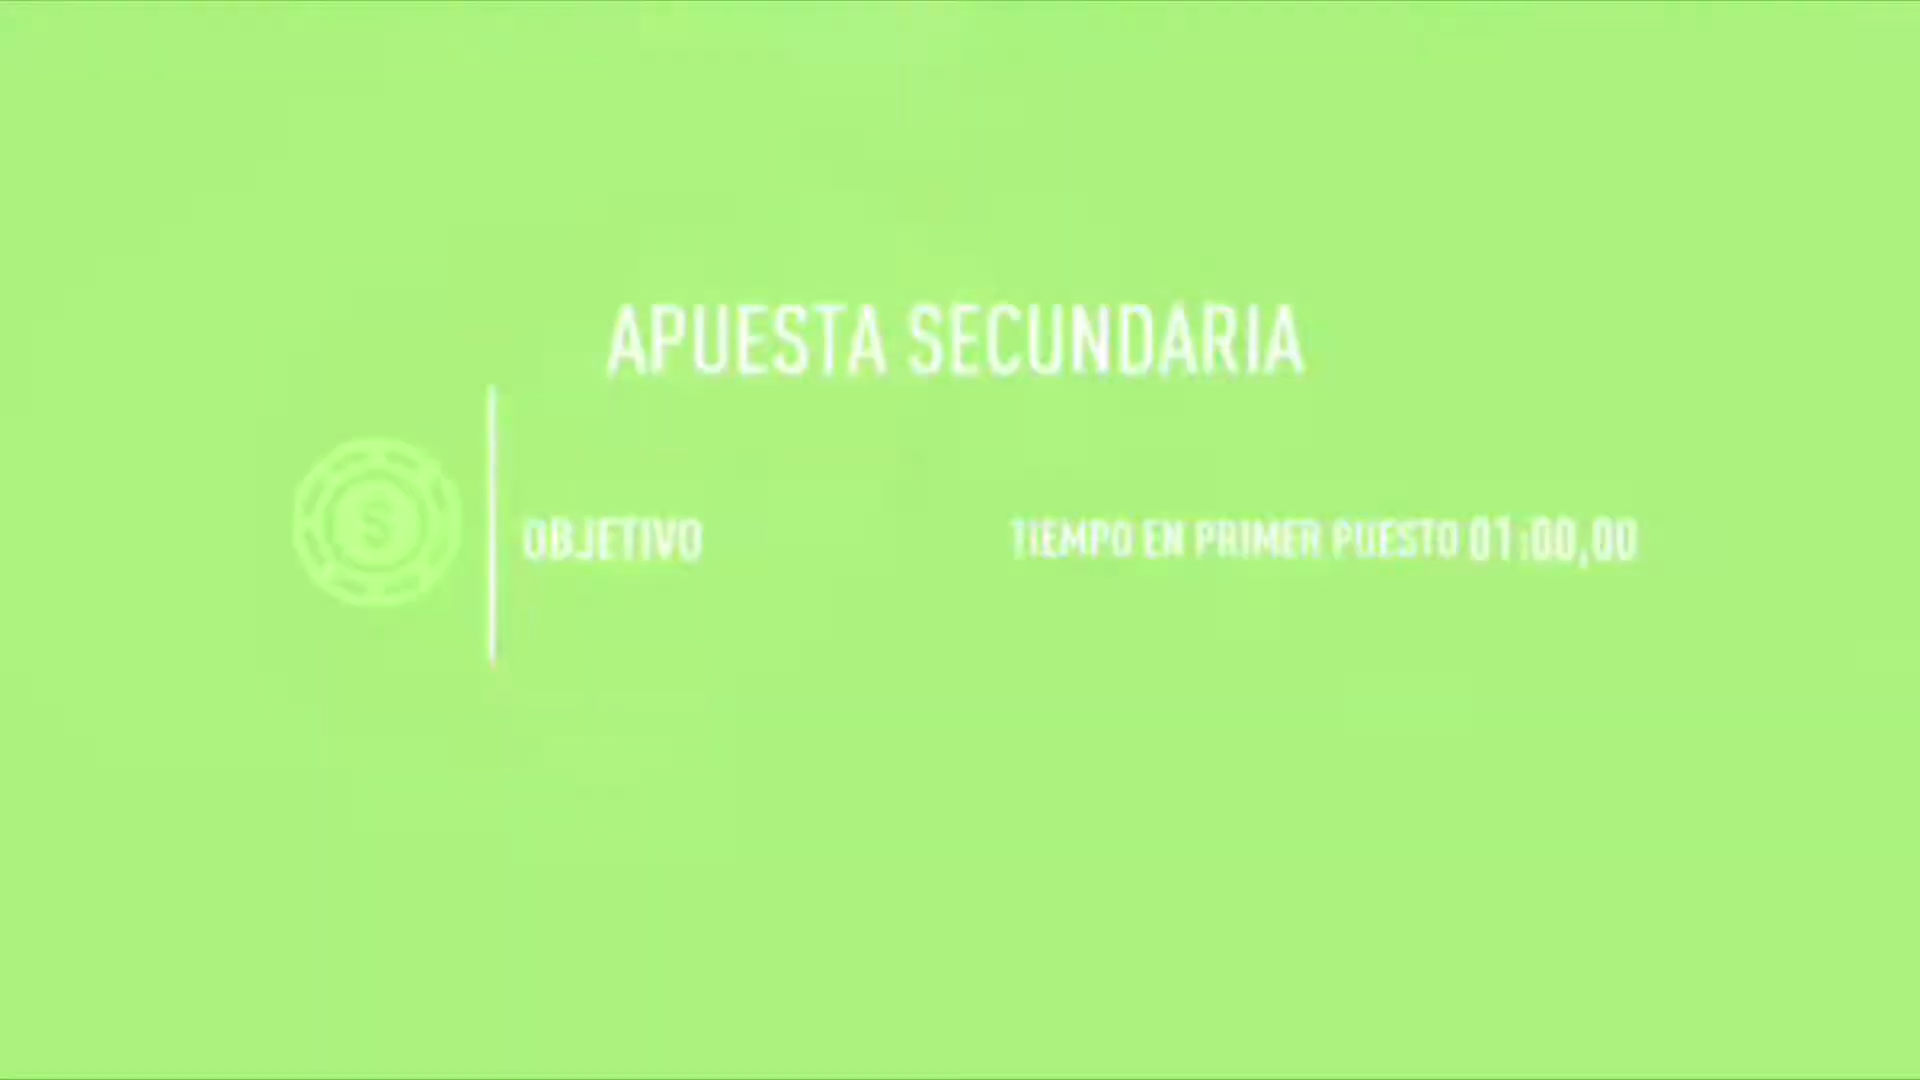 APUESTA SECUNDARIA
$
OBJETIVO TIEMPO EN PRIMER PUESTO 01:00,00